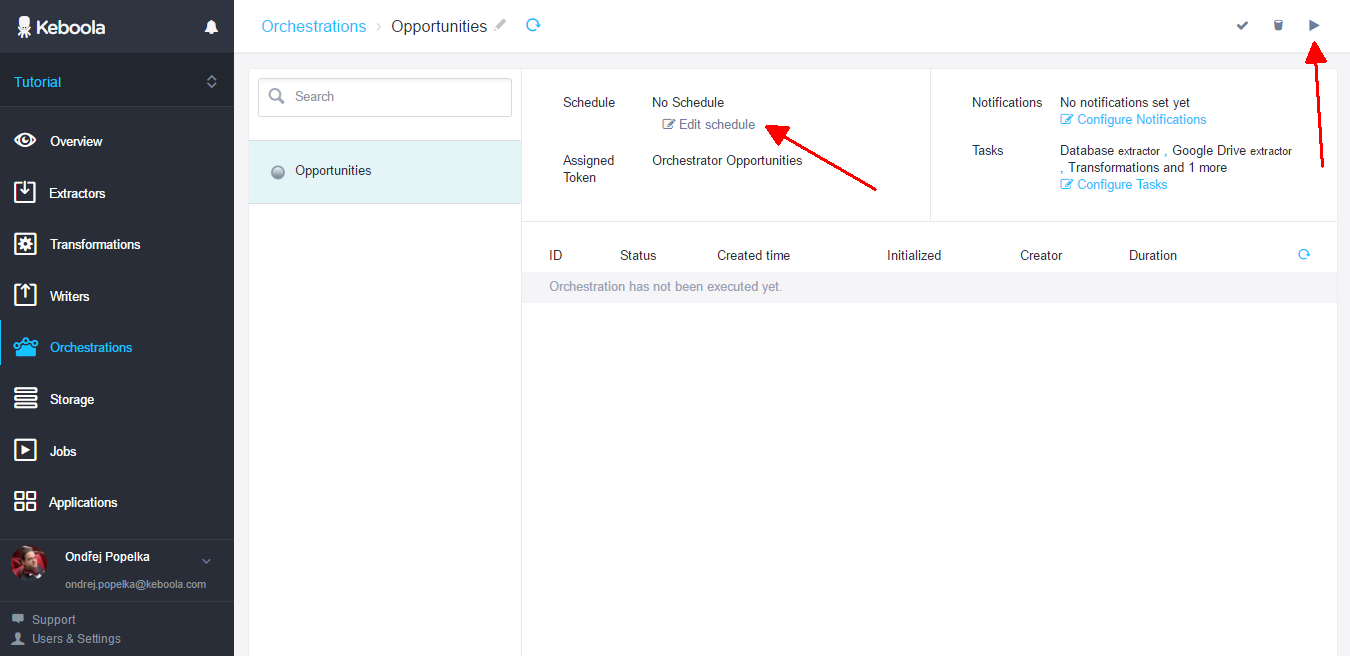 Keboola
Tutorial
Overview
Extractors
Transformations
Writers
Orchestrations
Storage
Jobs
Applications
Ondřej Popelka
ondrej.popelka@keboola.com
Support
Users & Settings
Orchestrations › Opportunities
Search
Opportunities
Schedule No Schedule
Edit schedule
Assigned Orchestrator Opportunities
Token
Notifications No notifications set yet
Configure Notifications
Tasks Database extractor , Google Drive extractor
, Transformations and 1 more
Configure Tasks
ID Status Created time Initialized Creator Duration
Orchestration has not been executed yet.